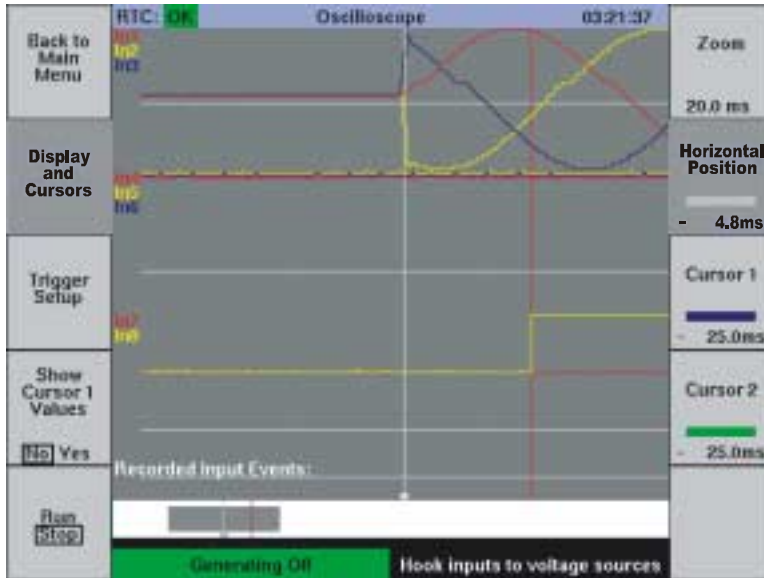 Back to
Main
Menu
Display
and
Cursors
Trigger
Setup
Show
Cursor 1
Values
No Yes
Run
Stop
RTC: OK Oscilloscope 03:21:37
In1
In2
In3
In4
In5
In6
In7
In8
Recorded Input Events:
Generating Off
Hook inputs to voltage sources
Zoom
20.0 ms
Horizontal
Position
- 4.8ms
Cursor 1
- 25.0ms
Cursor 2
- 25.0ms